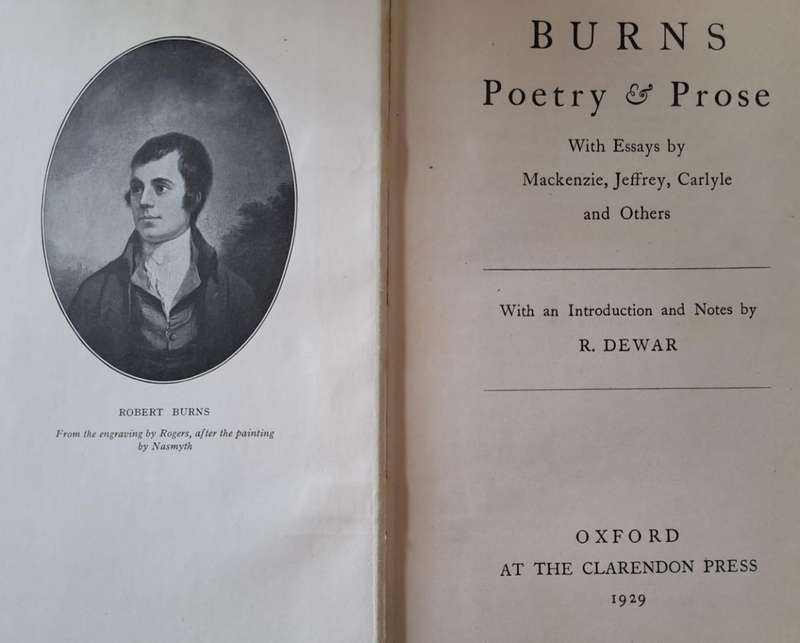 ROBERT BURNS
From the engraving by Rogers, after the painting
by Nasmyth
BURNS
Poetry & Prose
With Essays by
Mackenzie, Jeffrey, Carlyle
and Others
With an Introduction and Notes by
R. DEWAR
OXFORD
AT THE CLARENDON PRESS
1929